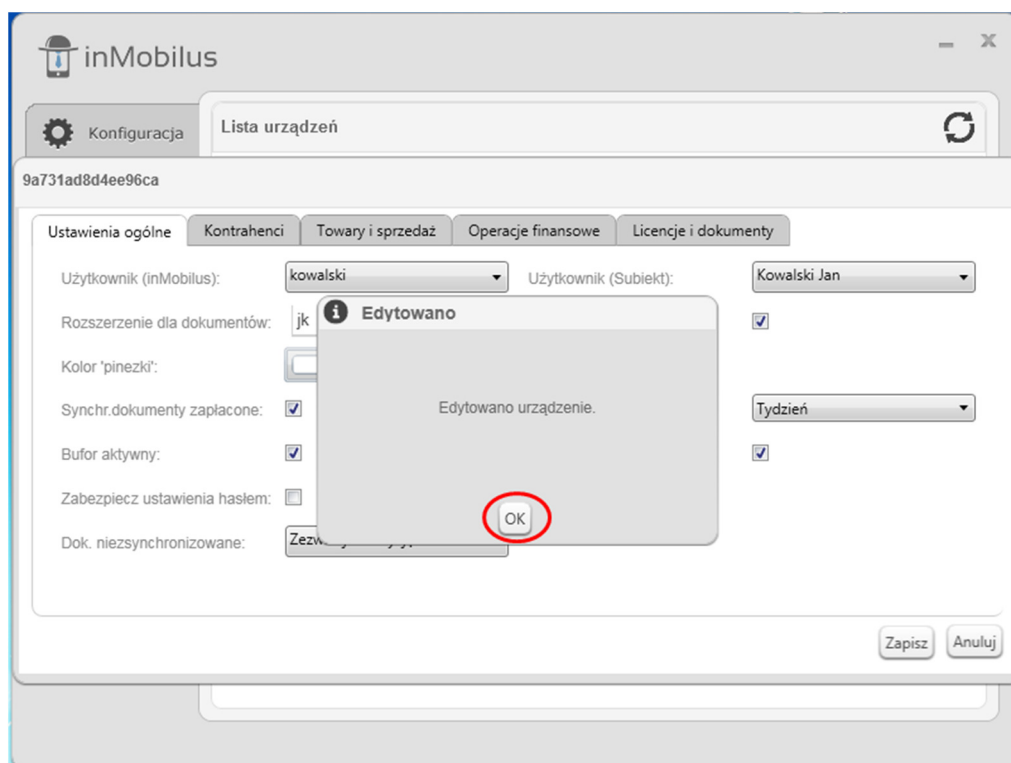 inMobilus
Konfiguracja
Lista urządzeń
9a731ad8d4ee96ca
Ustawienia ogólne
Kontrahenci
Towary i sprzedaż
Operacje finansowe
Licencje i dokumenty
Użytkownik (inMobilus):
kowalski
Użytkownik (Subiekt):
Kowalski Jan
Rozszerzenie dla dokumentów:
jk
Edytowano
Kolor 'pinezki':
Synchr.dokumenty zapłacone:
Edytowano urządzenie.
Tydzień
Bufor aktywny:
Zabezpiecz ustawienia hasłem:
OK
Dok. niezsynchronizowane:
Zapisz
Anuluj